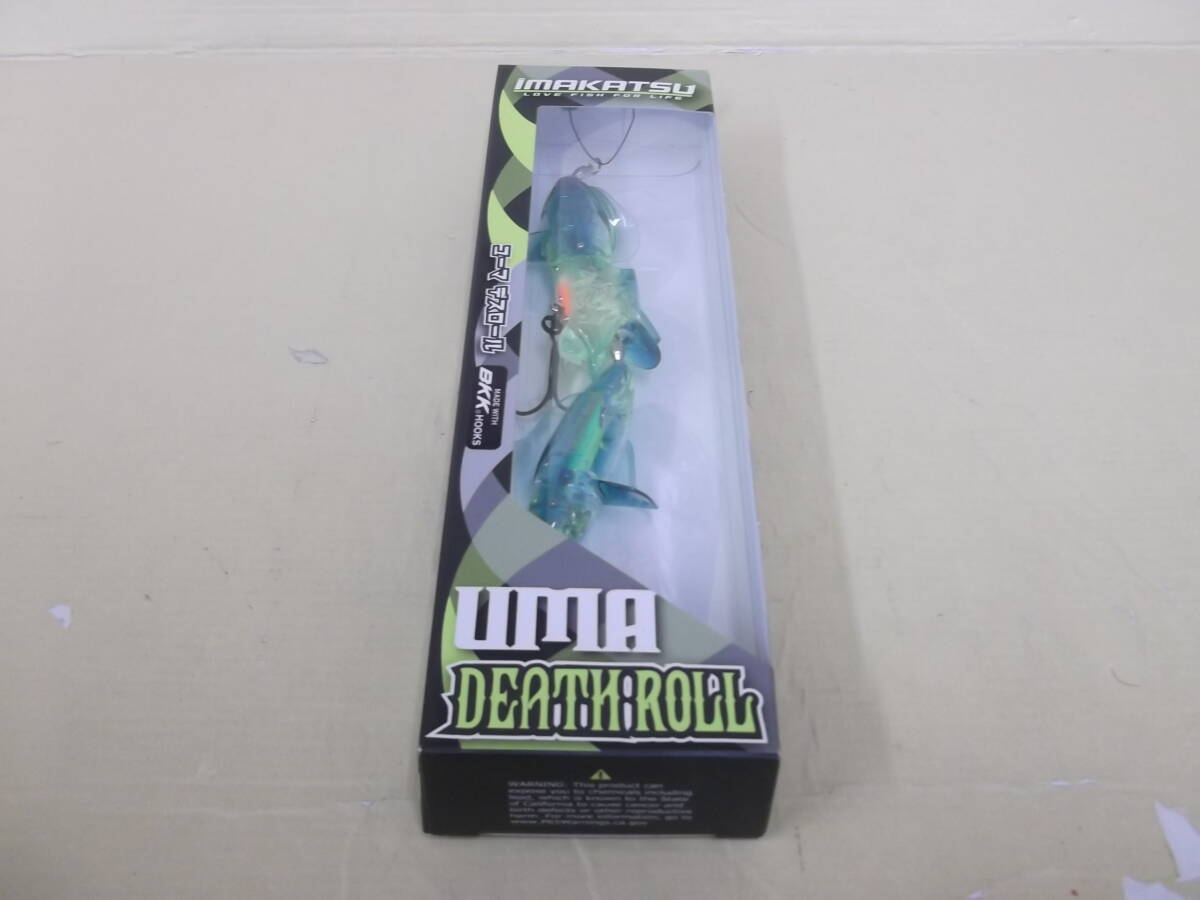 IMAKATSU
LOVE FISH FOR LIFE
ユーマ デスロール
MADE WITH
BKK HOOKS
UMA
DEATH ROLL
WARNING: This product can
expose you to chemicals including
lead, which is known to the State
of California to cause cancer and
birth defects or other reproductive
harm. For more information, go to
www.P65Warnings.ca.gov